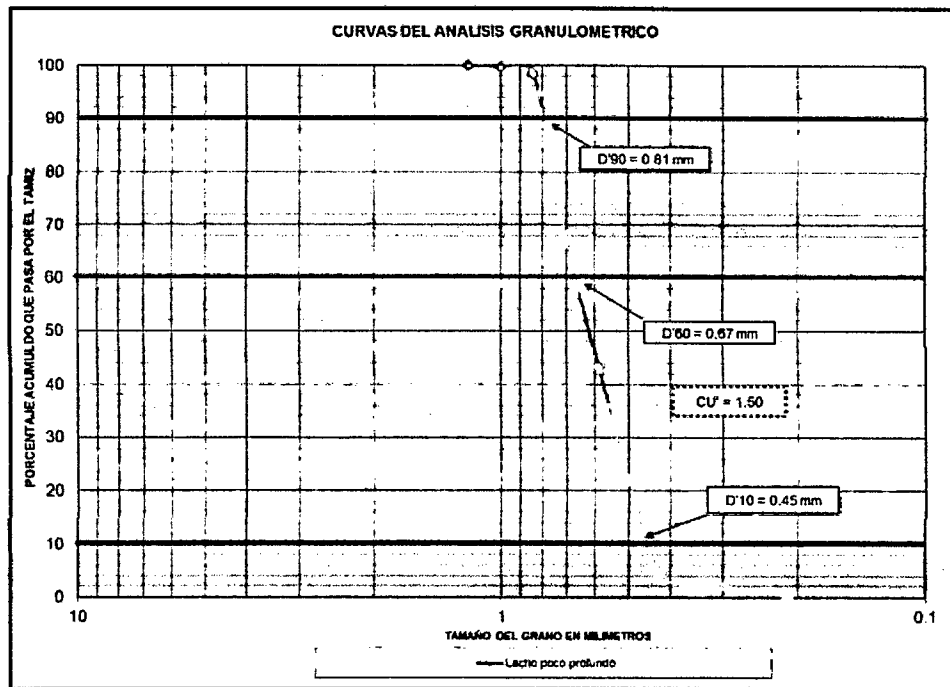 CURVAS DEL ANALISIS GRANULOMETRICO
PORCENTAJE ACUMULDO QUE PASA POR EL TAMIZ
100
90
80
70
60
50
40
30
20
10
0
D'90 = 0.81 mm
D'60 = 0.67 mm
CU' = 1.50
D'10 = 0.45 mm
10
1
0.1
TAMAÑO DEL GRANO EN MILIMETROS
Lecho poco profundo